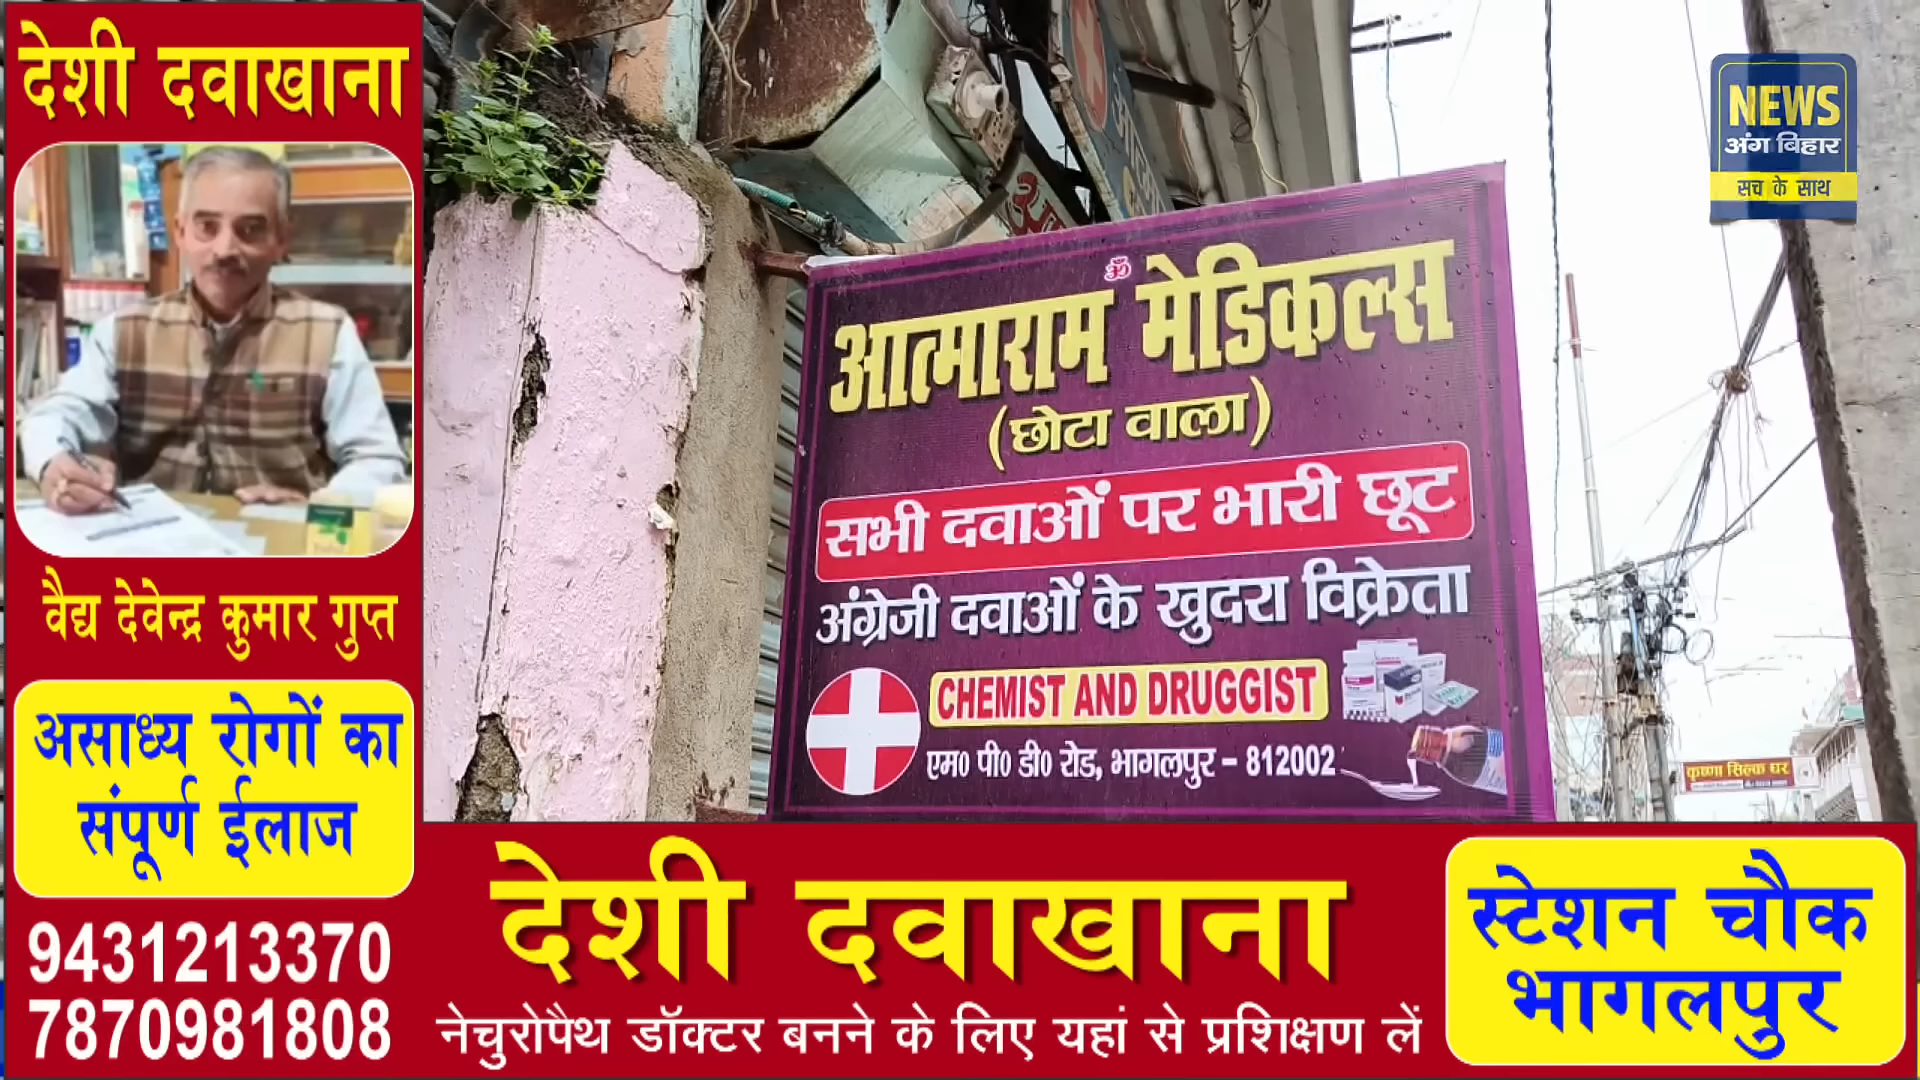 देशी दवाखाना
वैद्य देवेन्द्र कुमार गुप्त
असाध्य रोगों का
संपूर्ण ईलाज
9431213370
7870981808
NEWS
अंग बिहार
सच के साथ
ॐ
आत्माराम मेडिकल्स
(छोटा वाला)
सभी दवाओं पर भारी छूट
अंग्रेजी दवाओं के खुदरा विक्रेता
CHEMIST AND DRUGGIST
एम० पी० डी० रोड, भागलपुर – 812002
कृष्णा सिल्क घर
देशी दवाखाना
नेचुरोपैथ डॉक्टर बनने के लिए यहां से प्रशिक्षण लें
स्टेशन चौक
भागलपुर